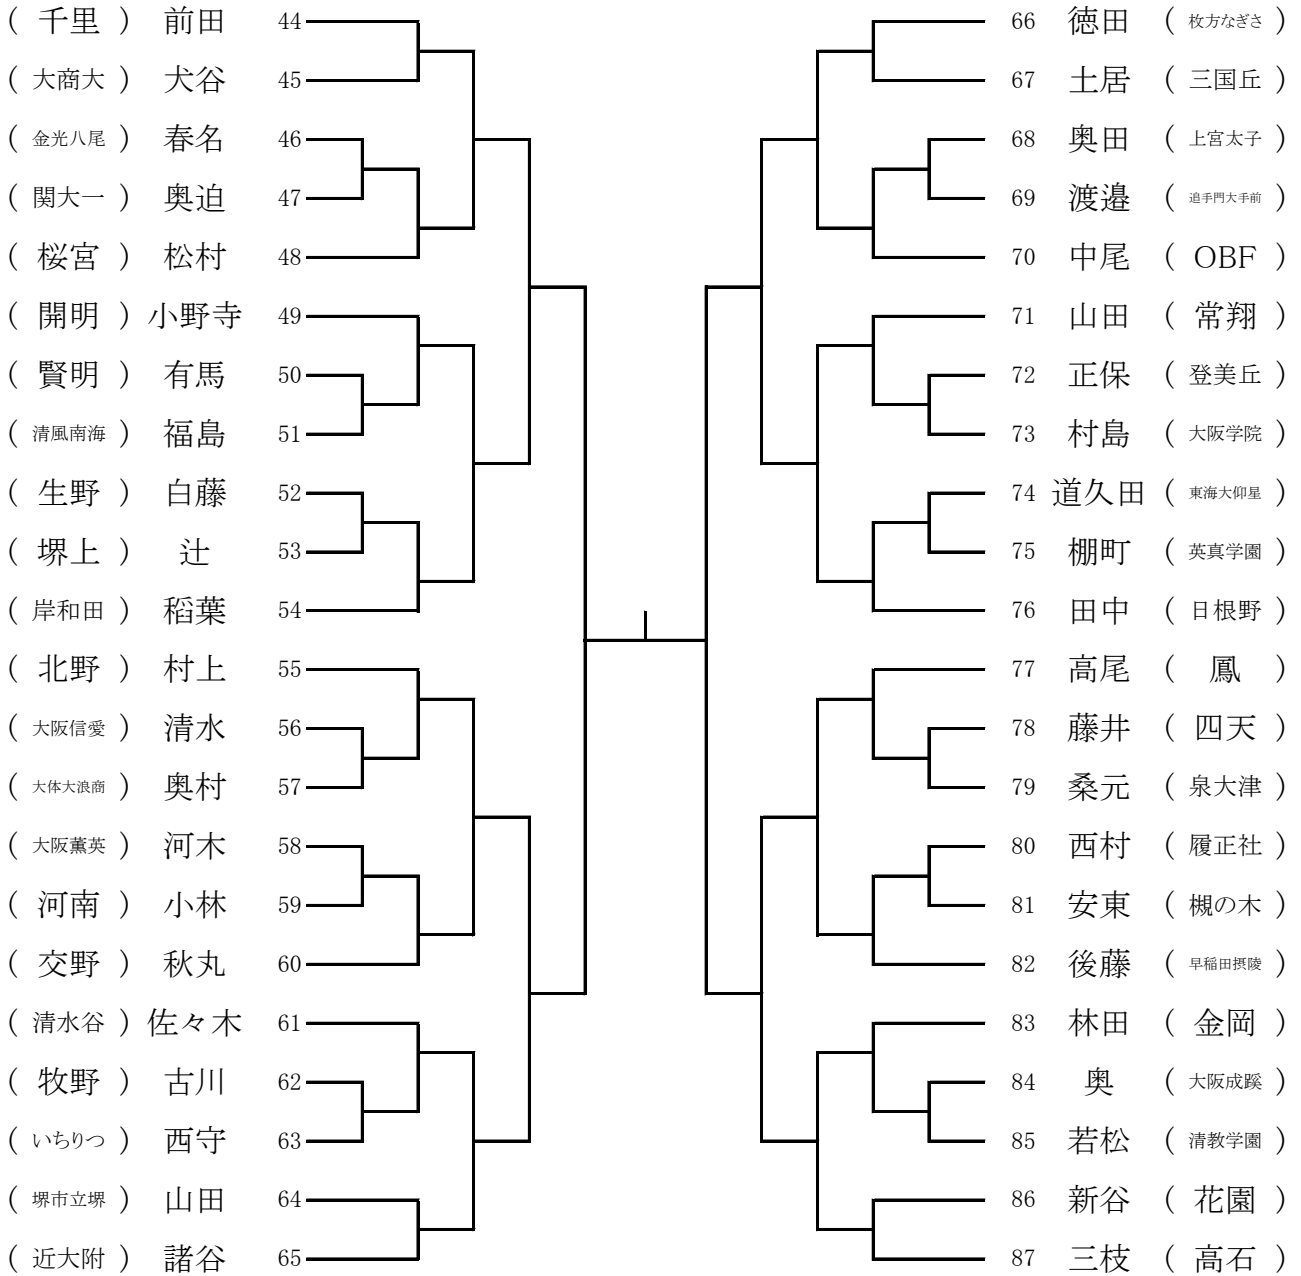 ( 千里 ) 前田 44 66 徳田 ( 枚方なぎさ )
( 大商大 ) 犬谷 45 67 土居 ( 三国丘 )
( 金光八尾 ) 春名 46 68 奥田 ( 上宮太子 )
( 関大一 ) 奥迫 47 69 渡邉 ( 追手門大手前 )
( 桜宮 ) 松村 48 70 中尾 ( OBF )
( 開明 ) 小野寺 49 71 山田 ( 常翔 )
( 賢明 ) 有馬 50 72 正保 ( 登美丘 )
( 清風南海 ) 福島 51 73 村島 ( 大阪学院 )
( 生野 ) 白藤 52 74 道久田 ( 東海大仰星 )
( 堺上 ) 辻 53 75 棚町 ( 英真学園 )
( 岸和田 ) 稻葉 54 76 田中 ( 日根野 )
( 北野 ) 村上 55 77 高尾 ( 鳳 )
( 大阪信愛 ) 清水 56 78 藤井 ( 四天 )
( 大体大浪商 ) 奥村 57 79 桑元 ( 泉大津 )
( 大阪薫英 ) 河木 58 80 西村 ( 履正社 )
( 河南 ) 小林 59 81 安東 ( 槻の木 )
( 交野 ) 秋丸 60 82 後藤 ( 早稲田摂陵 )
( 清水谷 ) 佐々木 61 83 林田 ( 金岡 )
( 牧野 ) 古川 62 84 奥 ( 大阪成蹊 )
( いちりつ ) 西守 63 85 若松 ( 清教学園 )
( 堺市立堺 ) 山田 64 86 新谷 ( 花園 )
( 近大附 ) 諸谷 65 87 三枝 ( 高石 )